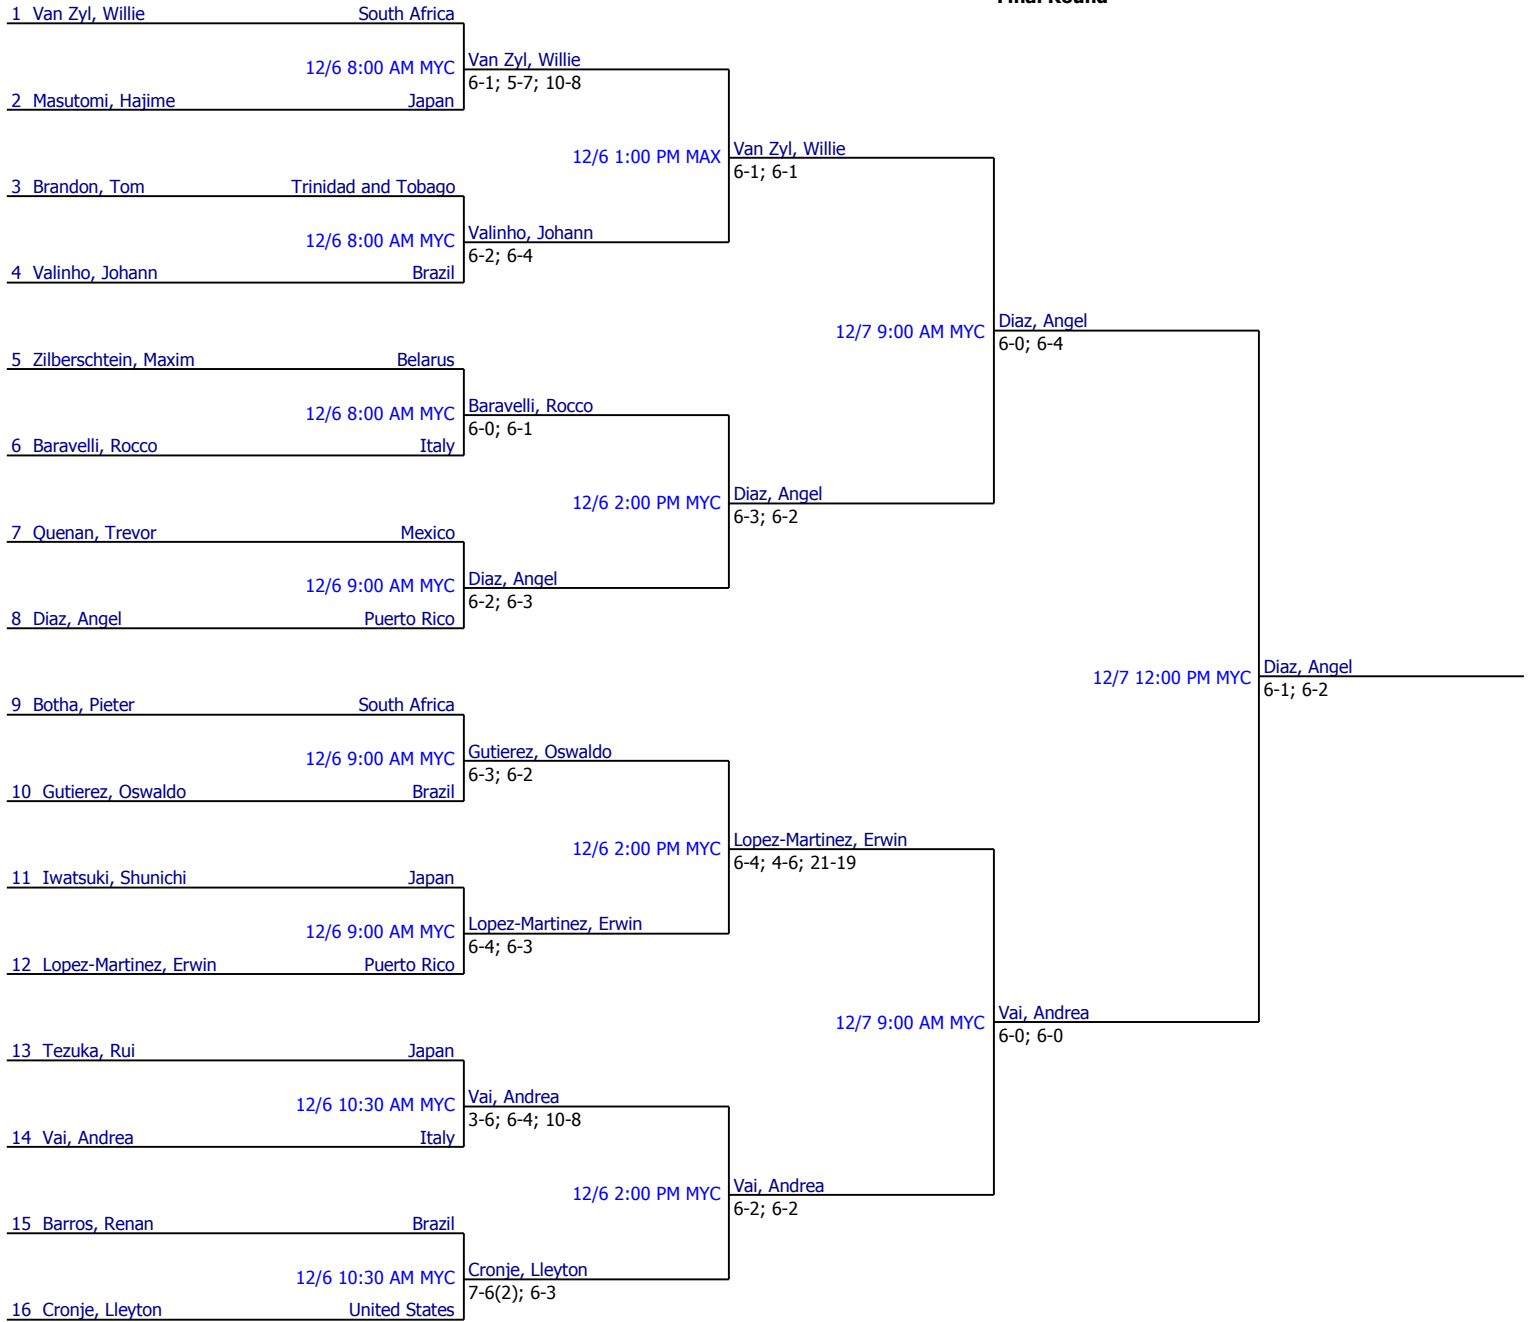 Final Round
1 Van Zyl, Willie South Africa
12/6 8:00 AM MYC
Van Zyl, Willie
6-1; 5-7; 10-8
2 Masutomi, Hajime Japan
12/6 1:00 PM MAX
Van Zyl, Willie
6-1; 6-1
3 Brandon, Tom Trinidad and Tobago
12/6 8:00 AM MYC
Valinho, Johann
6-2; 6-4
4 Valinho, Johann Brazil
12/7 9:00 AM MYC
Diaz, Angel
6-0; 6-4
5 Zilberschtein, Maxim Belarus
12/6 8:00 AM MYC
Baravelli, Rocco
6-0; 6-1
6 Baravelli, Rocco Italy
12/6 2:00 PM MYC
Diaz, Angel
6-3; 6-2
7 Quenan, Trevor Mexico
12/6 9:00 AM MYC
Diaz, Angel
6-2; 6-3
8 Diaz, Angel Puerto Rico
12/7 12:00 PM MYC
Diaz, Angel
6-1; 6-2
9 Botha, Pieter South Africa
12/6 9:00 AM MYC
Gutierez, Oswaldo
6-3; 6-2
10 Gutierez, Oswaldo Brazil
12/6 2:00 PM MYC
Lopez-Martinez, Erwin
6-4; 4-6; 21-19
11 Iwatsuki, Shunichi Japan
12/6 9:00 AM MYC
Lopez-Martinez, Erwin
6-4; 6-3
12 Lopez-Martinez, Erwin Puerto Rico
12/7 9:00 AM MYC
Vai, Andrea
6-0; 6-0
13 Tezuka, Rui Japan
12/6 10:30 AM MYC
Vai, Andrea
3-6; 6-4; 10-8
14 Vai, Andrea Italy
12/6 2:00 PM MYC
Vai, Andrea
6-2; 6-2
15 Barros, Renan Brazil
12/6 10:30 AM MYC
Cronje, Lleyton
7-6(2); 6-3
16 Cronje, Lleyton United States